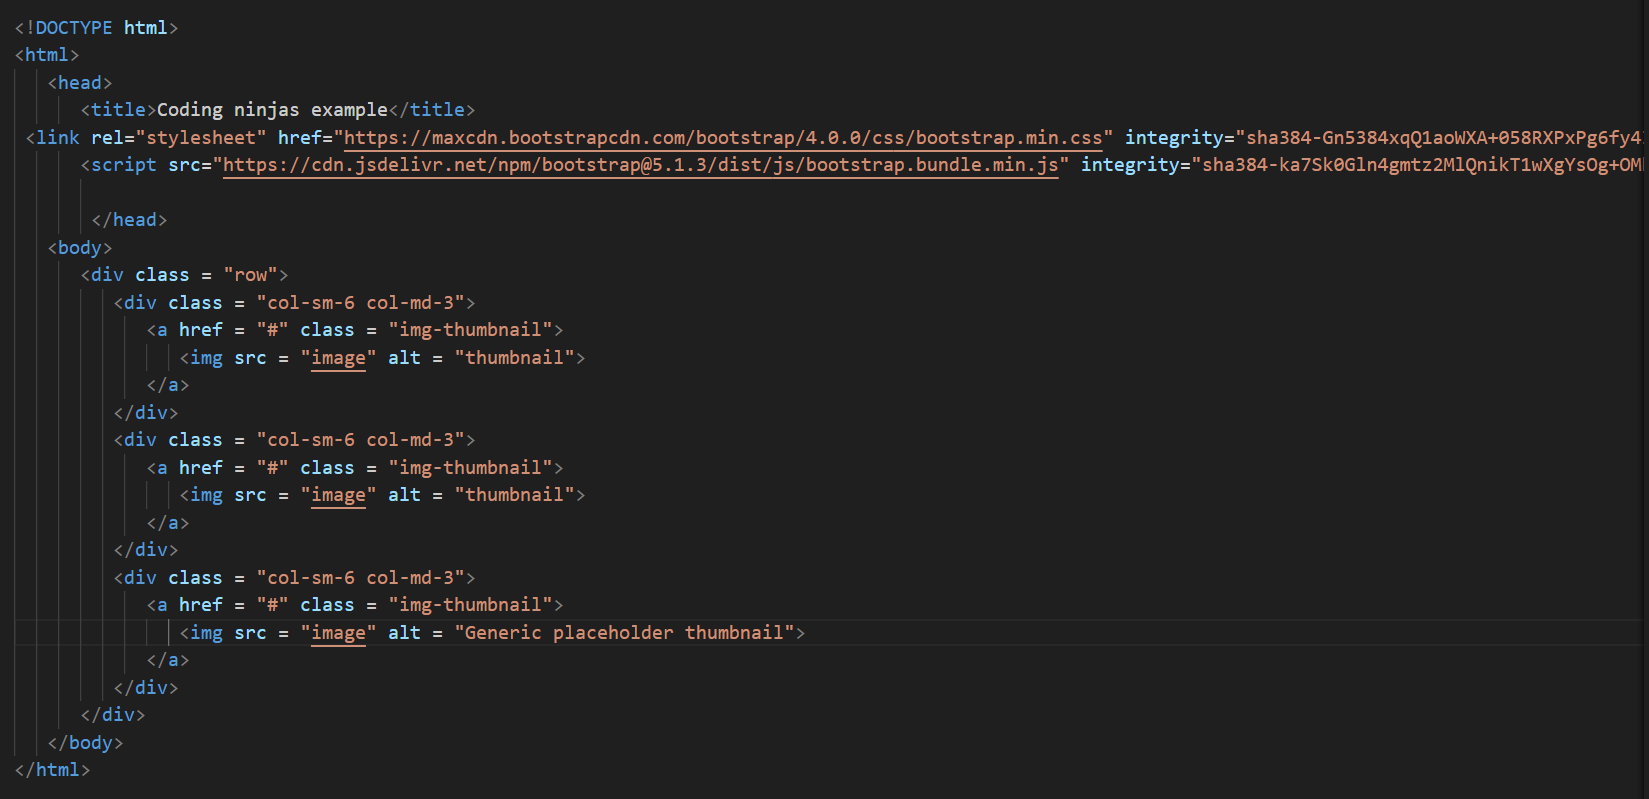 <!DOCTYPE html>
<html>
<head>
<title>Coding ninjas example</title>
<link rel="stylesheet" href="https://maxcdn.bootstrapcdn.com/bootstrap/4.0.0/css/bootstrap.min.css" integrity="sha384-Gn5384xqQ1aoWXA+058RXPxPg6fy4
<script src="https://cdn.jsdelivr.net/npm/bootstrap@5.1.3/dist/js/bootstrap.bundle.min.js" integrity="sha384-ka7Sk0Gln4gmtz2MlQnikT1wXgYsOg+OM
</head>
<body>
<div class = "row">
<div class = "col-sm-6 col-md-3">
<a href = "#" class = "img-thumbnail">
<img src = "image" alt = "thumbnail">
</a>
</div>
<div class = "col-sm-6 col-md-3">
<a href = "#" class = "img-thumbnail">
<img src = "image" alt = "thumbnail">
</a>
</div>
<div class = "col-sm-6 col-md-3">
<a href = "#" class = "img-thumbnail">
<img src = "image" alt = "Generic placeholder thumbnail">
</a>
</div>
</div>
</body>
</html>